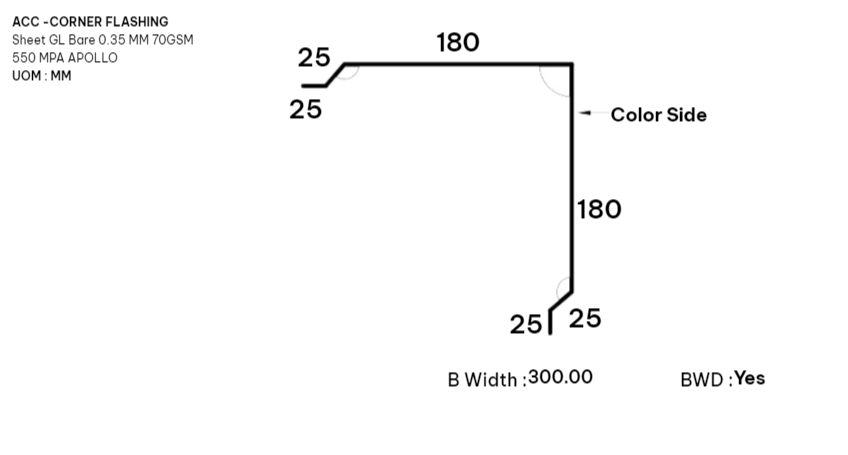 ACC -CORNER FLASHING
Sheet GL Bare 0.35 MM 70GSM
550 MPA APOLLO
UOM : MM
180
25
25
Color Side
180
25
25
B Width :300.00
BWD :Yes